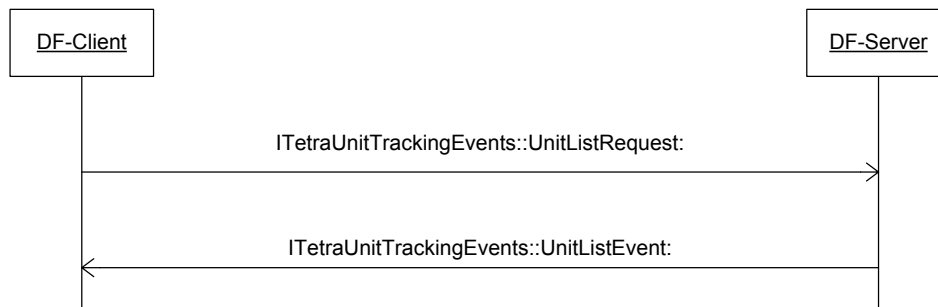 DF-Client
DF-Server
ITetraUnitTrackingEvents::UnitListRequest:
ITetraUnitTrackingEvents::UnitListEvent: